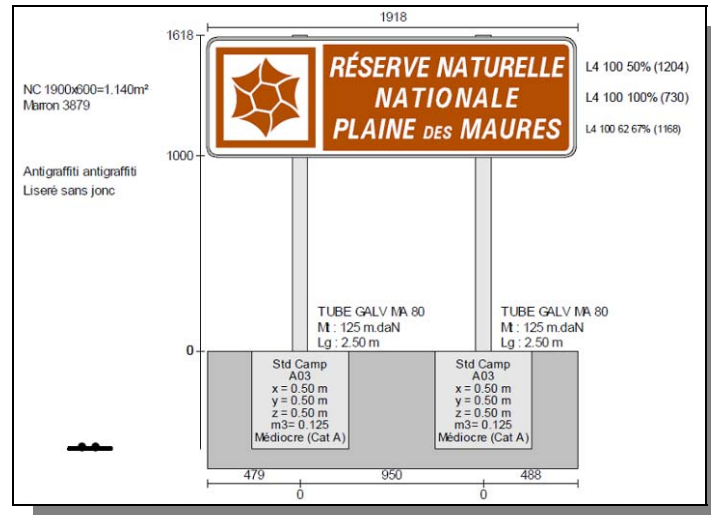 1918
1618
RÉSERVE NATURELLE
NATIONALE
PLAINE DES MAURES
L4 100 50% (1204)
L4 100 100% (730)
L4 100 62 67% (1168)
NC 1900x600=1.140m²
Marron 3879
1000
Antigraffiti antigraffiti
Liseré sans jonc
TUBE GALV MA 80
Mt : 125 m.daN
Lg : 2.50 m
TUBE GALV MA 80
Mt : 125 m.daN
Lg : 2.50 m
0
Std Camp
A03
x = 0.50 m
y = 0.50 m
z = 0.50 m
m3= 0.125
Médiocre (Cat A)
Std Camp
A03
x = 0.50 m
y = 0.50 m
z = 0.50 m
m3= 0.125
Médiocre (Cat A)
479
950
488
0
0